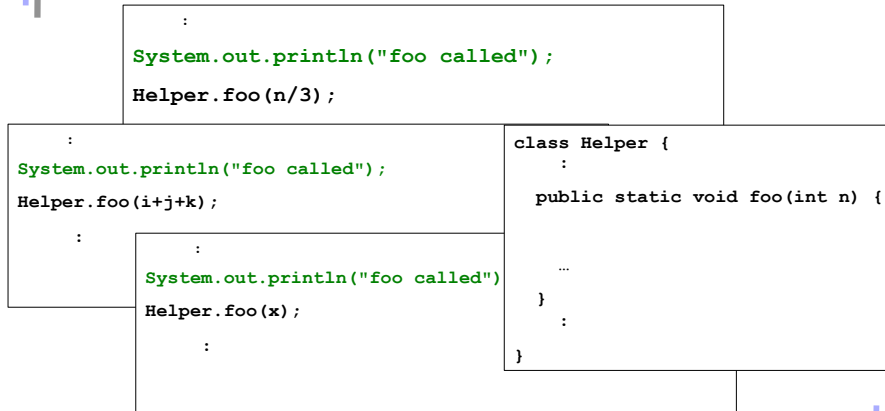 :
System.out.println("foo called");
Helper.foo(n/3);
:
System.out.println("foo called");
Helper.foo(i+j+k);
:
:
System.out.println("foo called")
Helper.foo(x);
:
class Helper {
:
public static void foo(int n) {
…
}
:
}